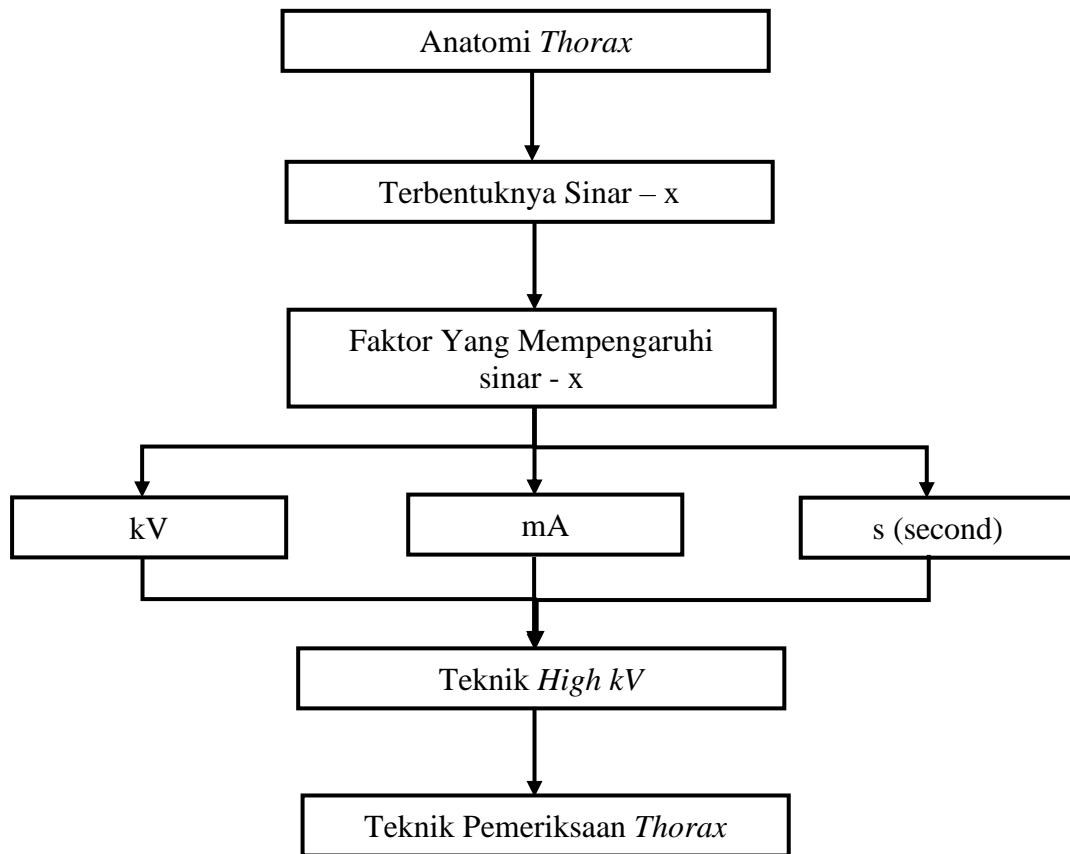 Anatomi Thorax
Terbentuknya Sinar – x
Faktor Yang Mempengaruhi
sinar - x
kV
mA
s (second)
Teknik High kV
Teknik Pemeriksaan Thorax